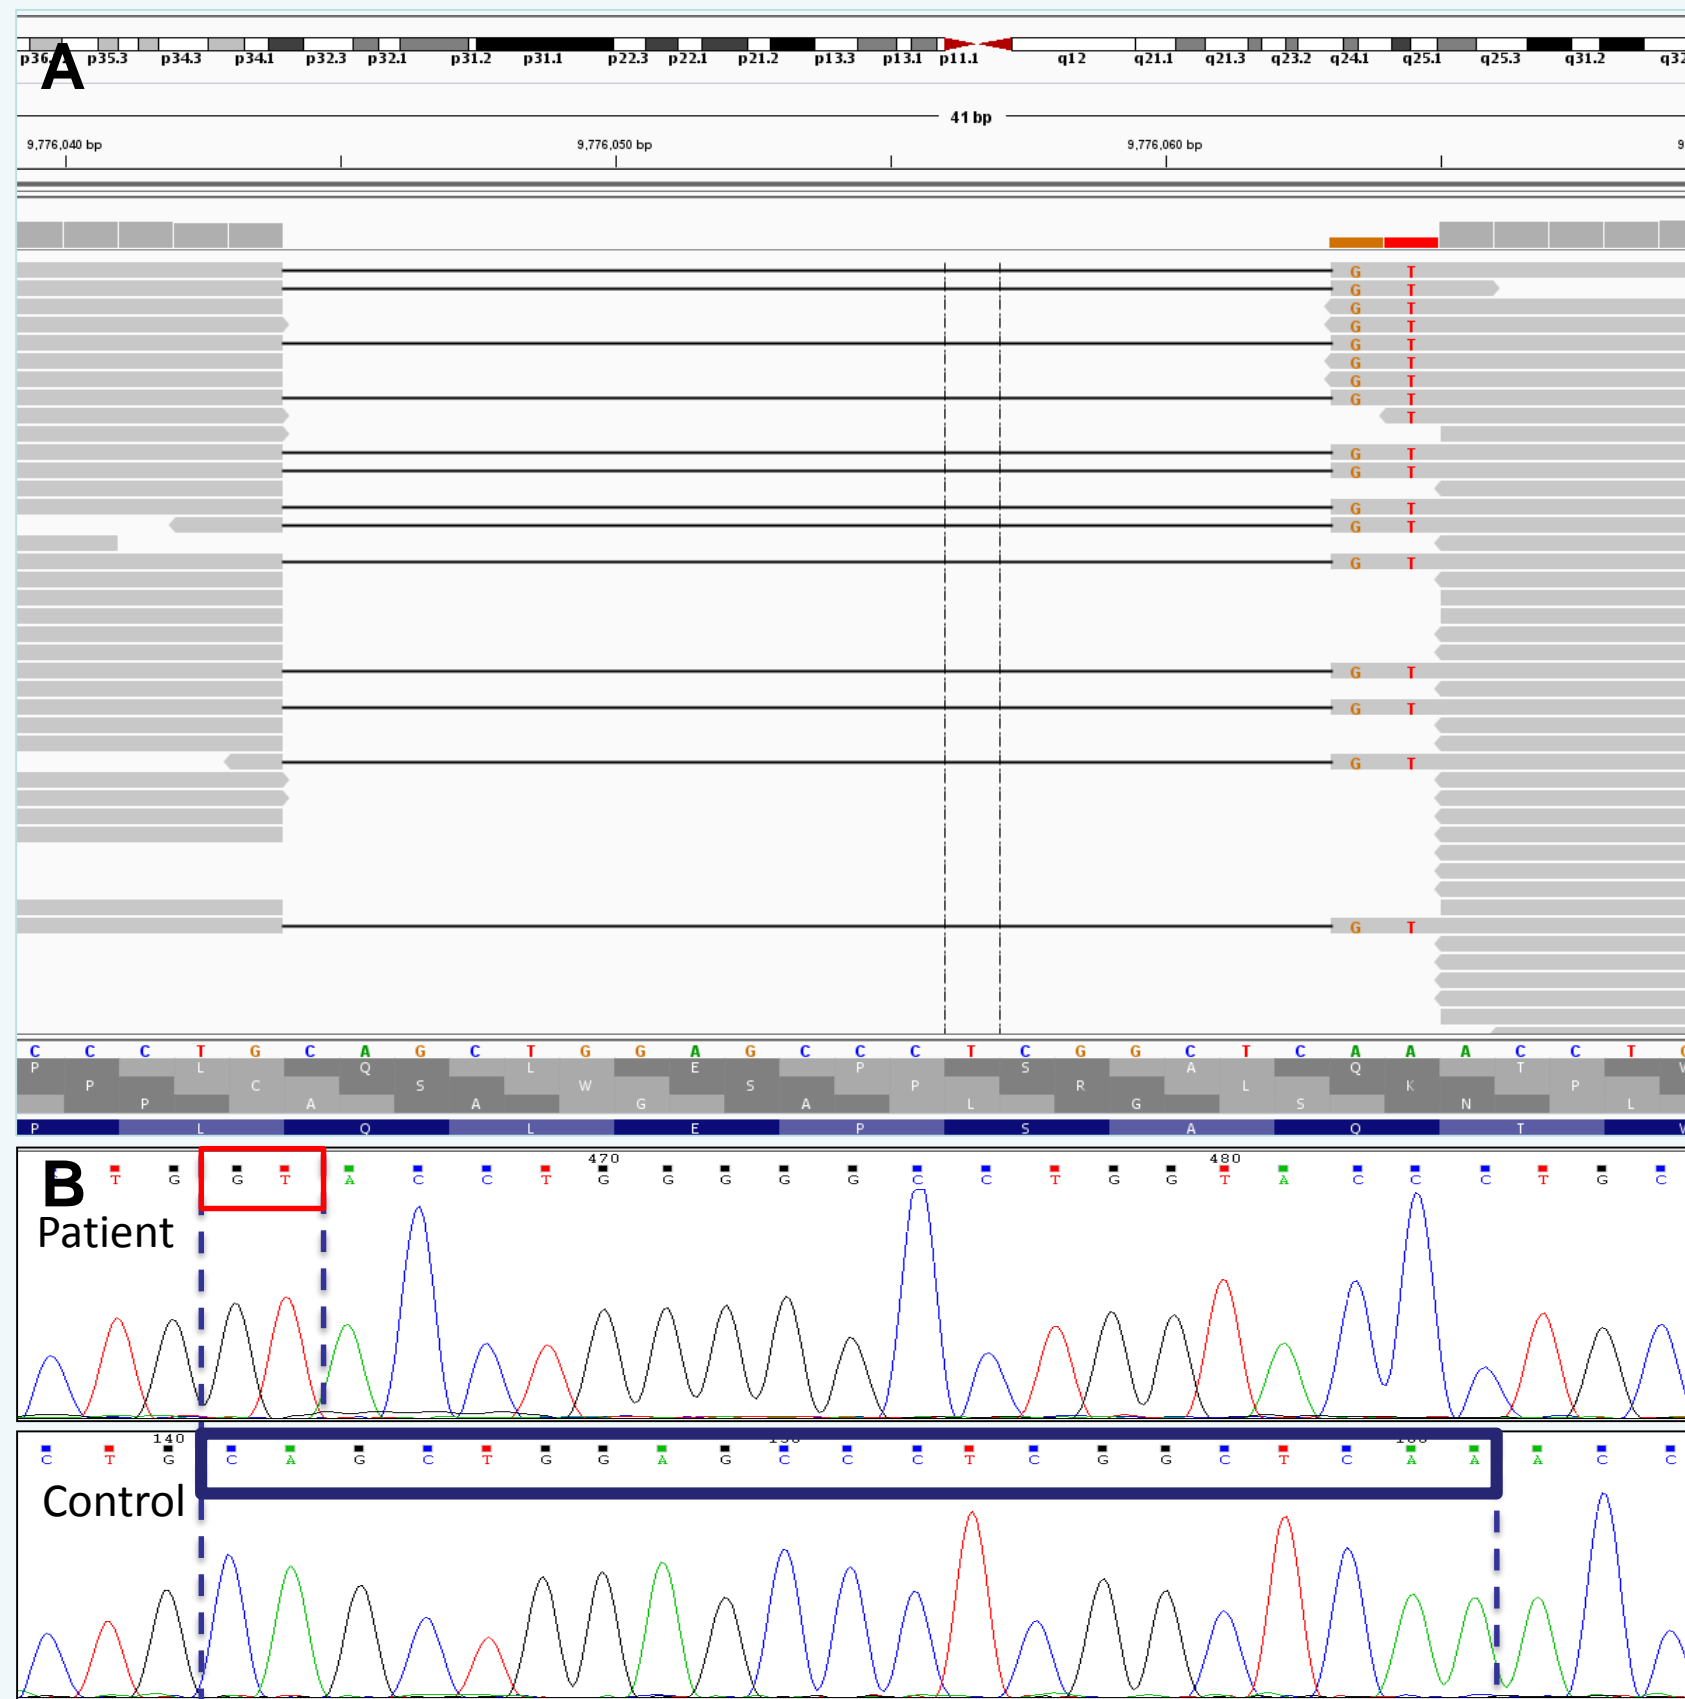 A
p36. p35.3 p34.3 p34.1 p32.3 p32.1 p31.2 p31.1 p22.3 p22.1 p21.2 p13.3 p13.1 p11.1 q12 q21.1 q21.3 q23.2 q24.1 q25.1 q25.3 q31.2 q32
41 bp
9,776,040 bp 9,776,050 bp 9,776,060 bp 9
G T
G T
G T
G T
G T
G T
G T
G T
T
G T
G T
G T
G T
G T
G T
G T
G T
G T
C C C T G C A G C T G G A G C C C T C G G C T C A A A C C T
P L Q L E P S A Q T
P C S W S P R L K P
P A A G A L G S N L
P L Q L E P S A Q T
B
470 480
T G G T A C C T G G G G G C C T G G T A C C C T G C
Patient
140
C T G C A G C T G G A G C C C T C G G C T C A A A C C
Control